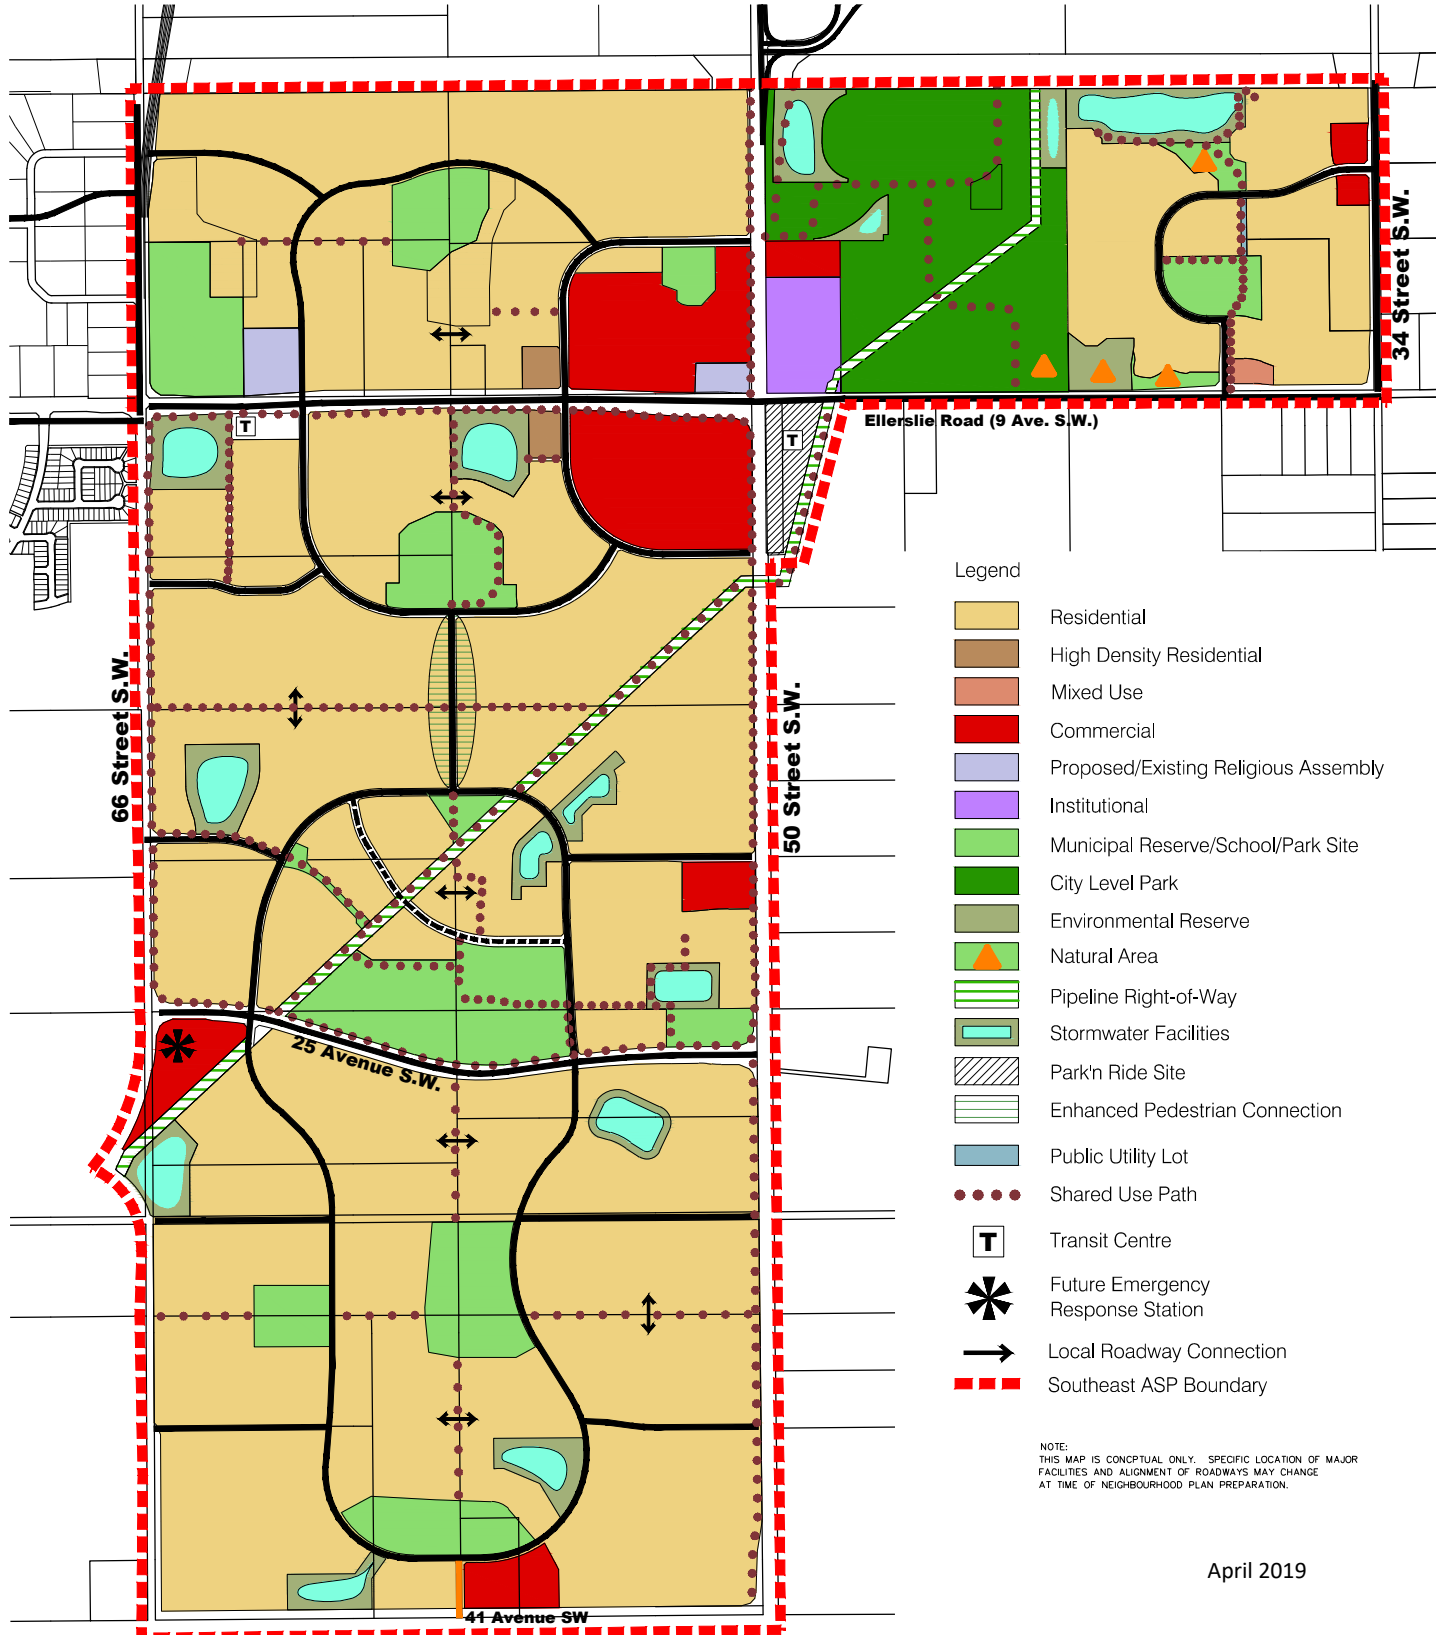 34 Street S.W.
T
T
Ellerslie Road (9 Ave. S.W.)
66 Street S.W.
50 Street S.W.
25 Avenue S.W.
41 Avenue SW
Legend
Residential
High Density Residential
Mixed Use
Commercial
Proposed/Existing Religious Assembly
Institutional
Municipal Reserve/School/Park Site
City Level Park
Environmental Reserve
Natural Area
Pipeline Right-of-Way
Stormwater Facilities
Park'n Ride Site
Enhanced Pedestrian Connection
Public Utility Lot
Shared Use Path
T Transit Centre
Future Emergency
Response Station
Local Roadway Connection
Southeast ASP Boundary
NOTE:
THIS MAP IS CONCPTUAL ONLY. SPECIFIC LOCATION OF MAJOR
FACILITIES AND ALIGNMENT OF ROADWAYS MAY CHANGE
AT TIME OF NEIGHBOURHOOD PLAN PREPARATION.
April 2019